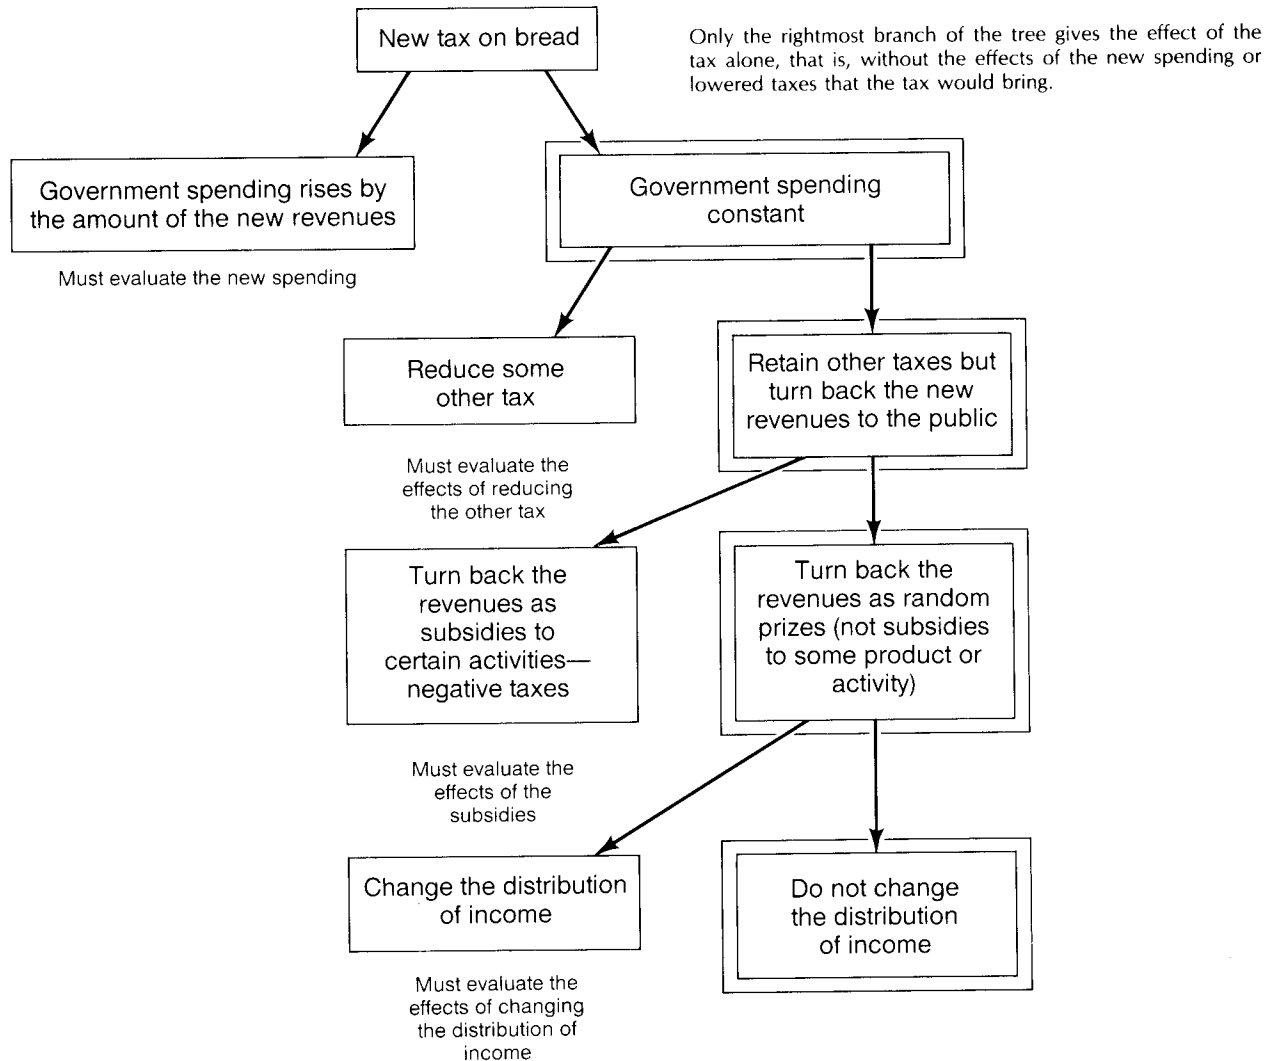 New tax on bread
Only the rightmost branch of the tree gives the effect of the
tax alone, that is, without the effects of the new spending or
lowered taxes that the tax would bring.
Government spending rises by
the amount of the new revenues
Must evaluate the new spending
Government spending
constant
Reduce some
other tax
Must evaluate the
effects of reducing
the other tax
Retain other taxes but
turn back the new
revenues to the public
Turn back the
revenues as
subsidies to
certain activities—
negative taxes
Must evaluate the
effects of the
subsidies
Turn back the
revenues as random
prizes (not subsidies
to some product or
activity)
Change the distribution
of income
Must evaluate the
effects of changing
the distribution of
income
Do not change
the distribution
of income